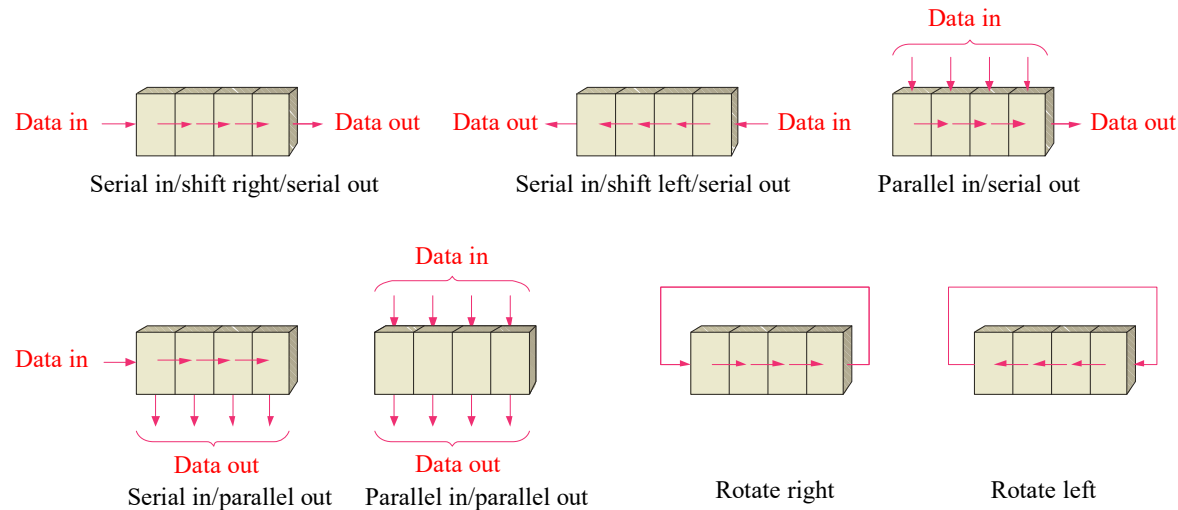 Data in
Data in
Data out
Data out
Data in
Data out
Serial in/shift right/serial out
Serial in/shift left/serial out
Parallel in/serial out
Data in
Data in
Data out
Data out
Serial in/parallel out
Parallel in/parallel out
Rotate right
Rotate left